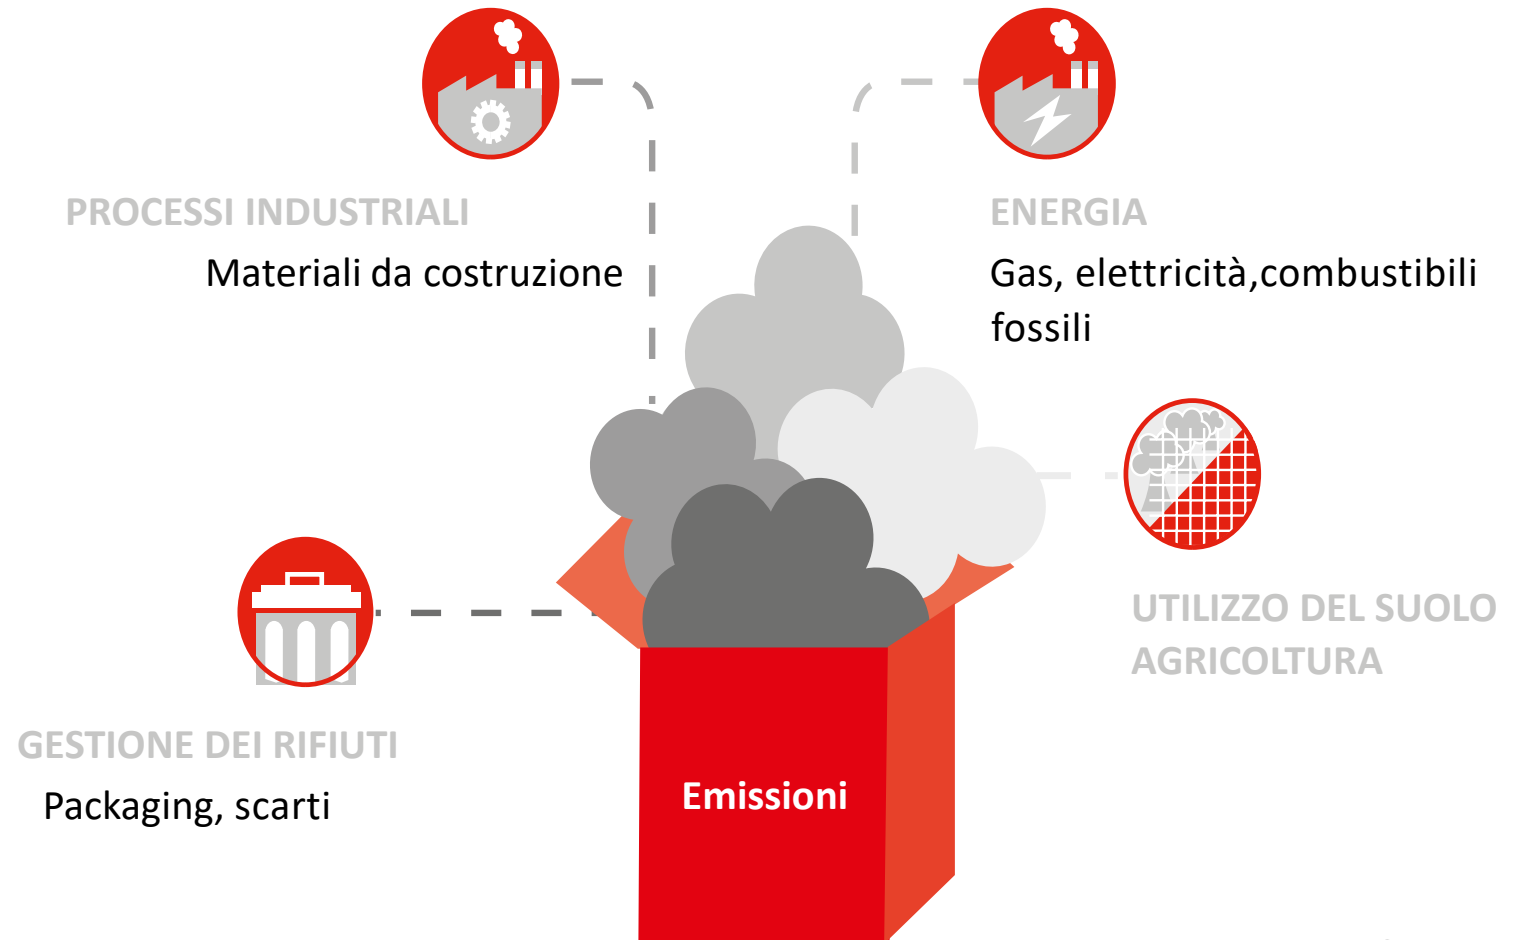 PROCESSI INDUSTRIALI
Materiali da costruzione
ENERGIA
Gas, elettricità,combustibili
fossili
UTILIZZO DEL SUOLO
AGRICOLTURA
GESTIONE DEI RIFIUTI
Packaging, scarti
Emissioni